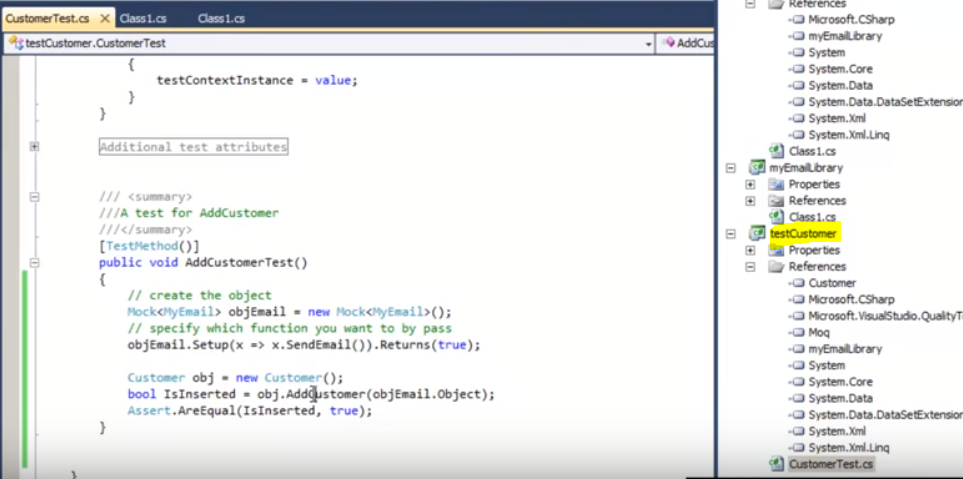 CustomerTest.cs Class1.cs Class1.cs
testCustomer.CustomerTest AddCus
{
testContextInstance = value;
}
}
Additional test attributes
/// <summary>
///A test for AddCustomer
///</summary>
[TestMethod()]
public void AddCustomerTest()
{
// create the object
Mock<MyEmail> objEmail = new Mock<MyEmail>();
// specify which function you want to by pass
objEmail.Setup(x => x.SendEmail()).Returns(true);
Customer obj = new Customer();
bool IsInserted = obj.AddCustomer(objEmail.Object);
Assert.AreEqual(IsInserted, true);
}
}
References
Microsoft.CSharp
myEmailLibrary
System
System.Core
System.Data
System.Data.DataSetExtension
System.Xml
System.Xml.Linq
Class1.cs
myEmailLibrary
Properties
References
Class1.cs
testCustomer
Properties
References
Customer
Microsoft.CSharp
Microsoft.VisualStudio.QualityT
Moq
myEmailLibrary
System
System.Core
System.Data
System.Data.DataSetExtension
System.Xml
System.Xml.Linq
CustomerTest.cs